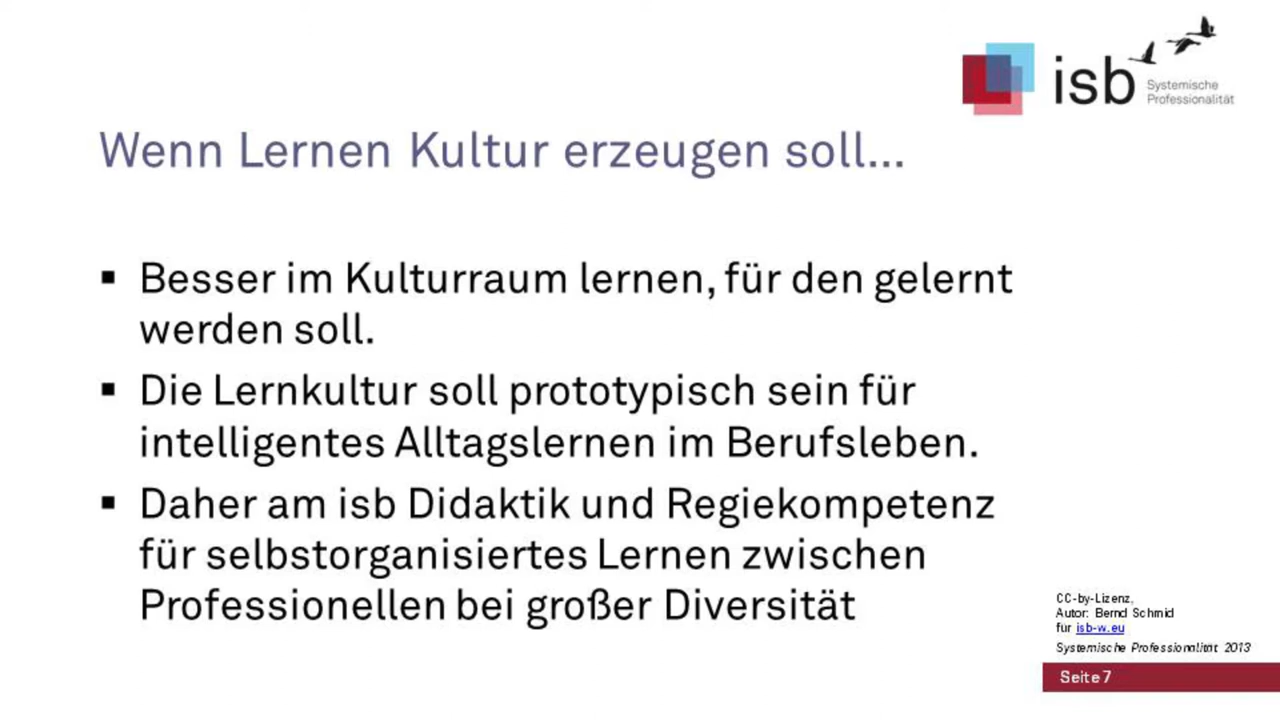 isb
Systemische
Professionalität
Wenn Lernen Kultur erzeugen soll...
▪ Besser im Kulturraum lernen, für den gelernt
werden soll.
▪ Die Lernkultur soll prototypisch sein für
intelligentes Alltagslernen im Berufsleben.
▪ Daher am isb Didaktik und Regiekompetenz
für selbstorganisiertes Lernen zwischen
Professionellen bei großer Diversität
CC-by-Lizenz,
Autor: Bernd Schmid
für isb-w.eu
Systemische Professionalität 2013
Seite 7